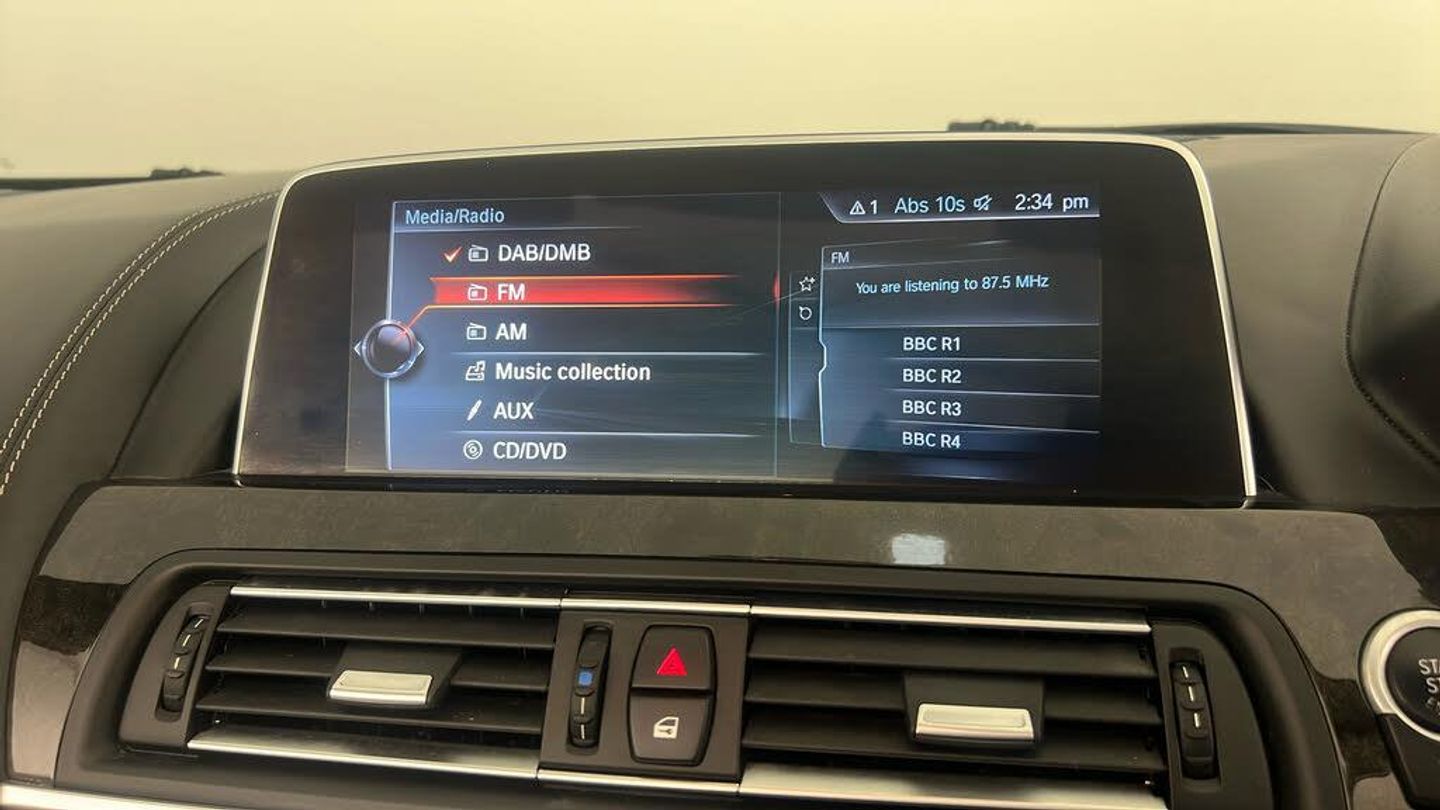 Media/Radio
1 Abs 10s 2:34 pm
DAB/DMB
FM
AM
Music collection
AUX
CD/DVD
FM
You are listening to 87.5 MHz
BBC R1
BBC R2
BBC R3
BBC R4